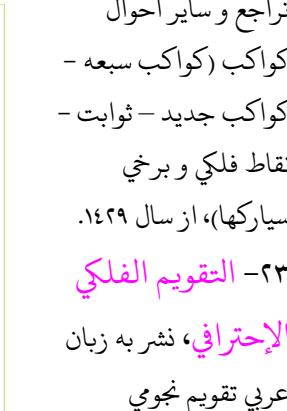 تراجع و ساير احوال
كواكب (كواكب سبعه -
كواكب جديد – ثوابت -
نقاط فلكي و برخي
سياركها)، از سال ۱۴۲۹.
۲۳- التقويم الفلكي
الإحترافي، نشر به زبان
عربي تقويم نجومي